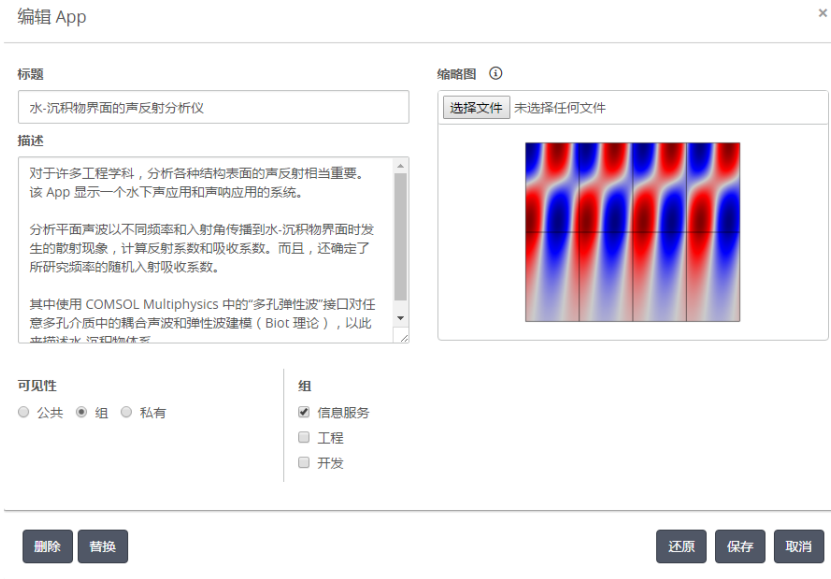 编辑 App
×
标题
水-沉积物界面的声反射分析仪
描述
对于许多工程学科，分析各种结构表面的声反射相当重要。
该 App 显示一个水下声应用和声呐应用的系统。
分析平面声波以不同频率和入射角传播到水-沉积物界面时发
生的散射现象，计算反射系数和吸收系数。而且，还确定了
所研究频率的随机入射吸收系数。
其中使用 COMSOL Multiphysics 中的“多孔弹性波”接口对任
意多孔介质中的耦合声波和弹性波建模（Biot 理论），以此
来描述水-沉积物体系
缩略图
选择文件 未选择任何文件
可见性
公共 组 私有
组
信息服务
工程
开发
删除 替换 还原 保存 取消